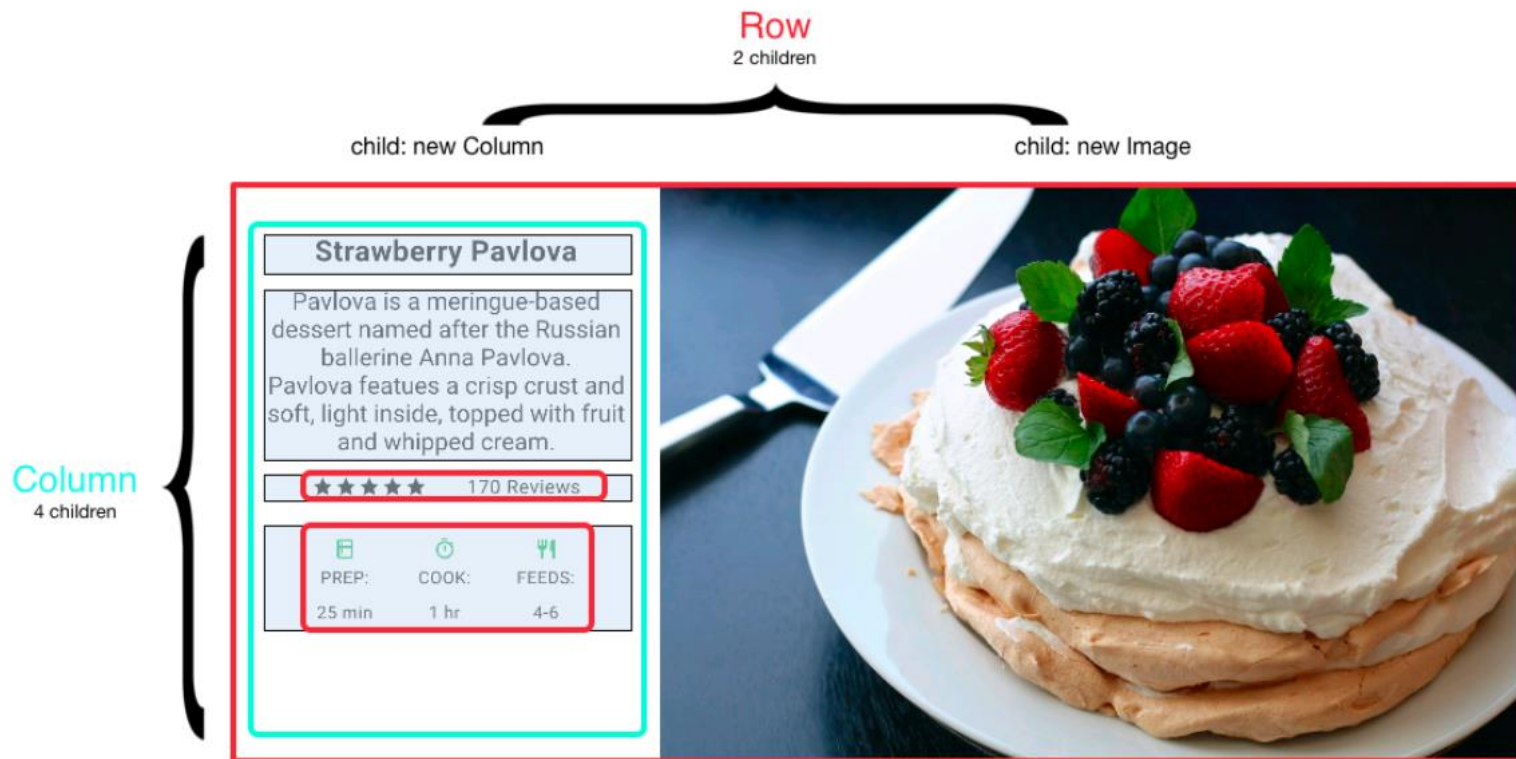 Row
2 children
child: new Column
child: new Image
Strawberry Pavlova
Pavlova is a meringue-based
dessert named after the Russian
ballerine Anna Pavlova.
Pavlova featues a crisp crust and
soft, light inside, topped with fruit
and whipped cream.
Column
4 children
170 Reviews
PREP: COOK: FEEDS:
25 min 1 hr 4-6